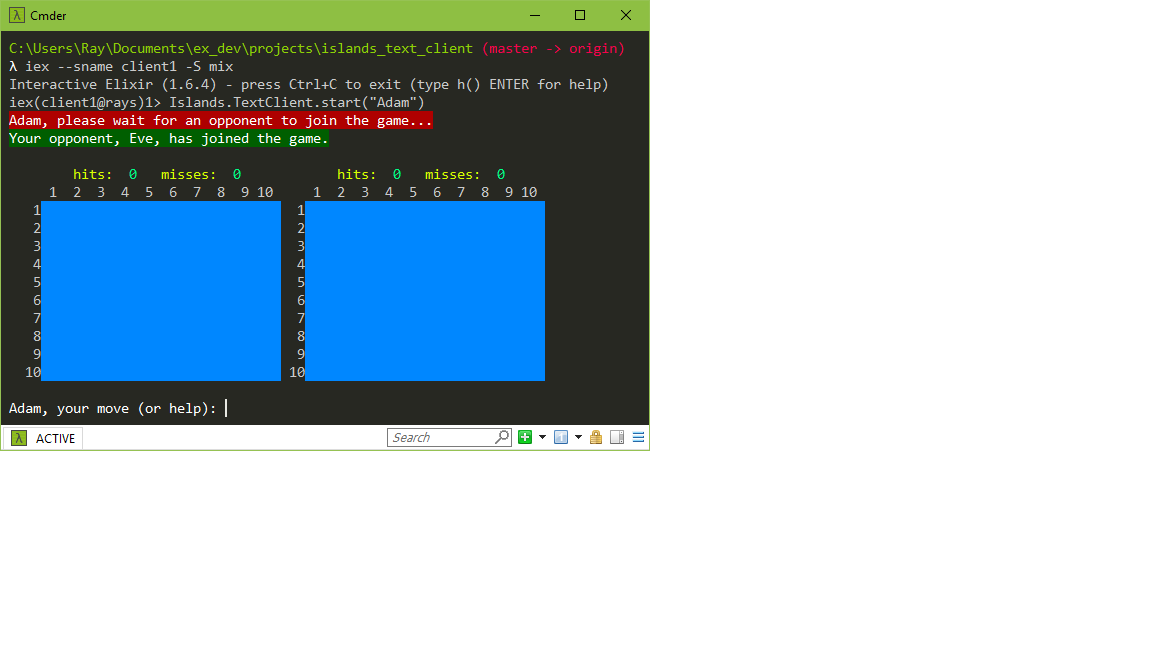 λ Cmder
C:\Users\Ray\Documents\ex_dev\projects\islands_text_client (master -> origin)
λ iex --sname client1 -S mix
Interactive Elixir (1.6.4) - press Ctrl+C to exit (type h() ENTER for help)
iex(client1@rays)1> Islands.TextClient.start("Adam")
Adam, please wait for an opponent to join the game...
Your opponent, Eve, has joined the game.
hits: 0 misses: 0 hits: 0 misses: 0
1 2 3 4 5 6 7 8 9 10 1 2 3 4 5 6 7 8 9 10
1 1
2 2
3 3
4 4
5 5
6 6
7 7
8 8
9 9
10 10
Adam, your move (or help):
λ ACTIVE Search